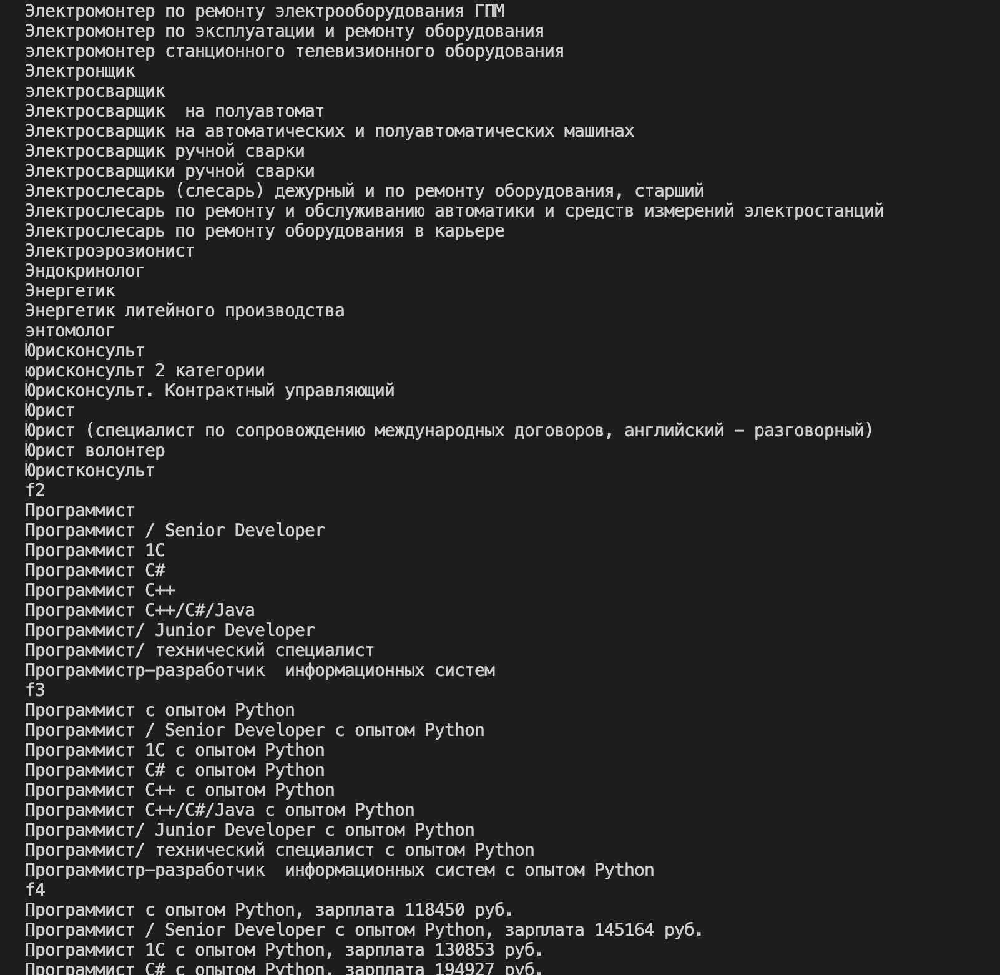 Электромонтер по ремонту электрооборудования ГПМ
Электромонтер по эксплуатации и ремонту оборудования
электромонтер станционного телевизионного оборудования
Электронщик
электросварщик
Электросварщик  на полуавтомат
Электросварщик на автоматических и полуавтоматических машинах
Электросварщик ручной сварки
Электросварщики ручной сварки
Электрослесарь (слесарь) дежурный и по ремонту оборудования, старший
Электрослесарь по ремонту и обслуживанию автоматики и средств измерений электростанций
Электрослесарь по ремонту оборудования в карьере
Электроэрозионист
Эндокринолог
Энергетик
Энергетик литейного производства
энтомолог
Юрисконсульт
юрисконсульт 2 категории
Юрисконсульт. Контрактный управляющий
Юрист
Юрист (специалист по сопровождению международных договоров, английский - разговорный)
Юрист волонтер
Юристконсульт
f2
Программист
Программист / Senior Developer
Программист 1С
Программист C#
Программист C++
Программист C++/C#/Java
Программист/ Junior Developer
Программист/ технический специалист
Программистр-разработчик  информационных систем
f3
Программист с опытом Python
Программист / Senior Developer с опытом Python
Программист 1С с опытом Python
Программист C# с опытом Python
Программист C++ с опытом Python
Программист C++/C#/Java с опытом Python
Программист/ Junior Developer с опытом Python
Программист/ технический специалист с опытом Python
Программистр-разработчик  информационных систем с опытом Python
f4
Программист с опытом Python, зарплата 118450 руб.
Программист / Senior Developer с опытом Python, зарплата 145164 руб.
Программист 1С с опытом Python, зарплата 130853 руб.
Программист C# с опытом Python, зарплата 194927 руб.